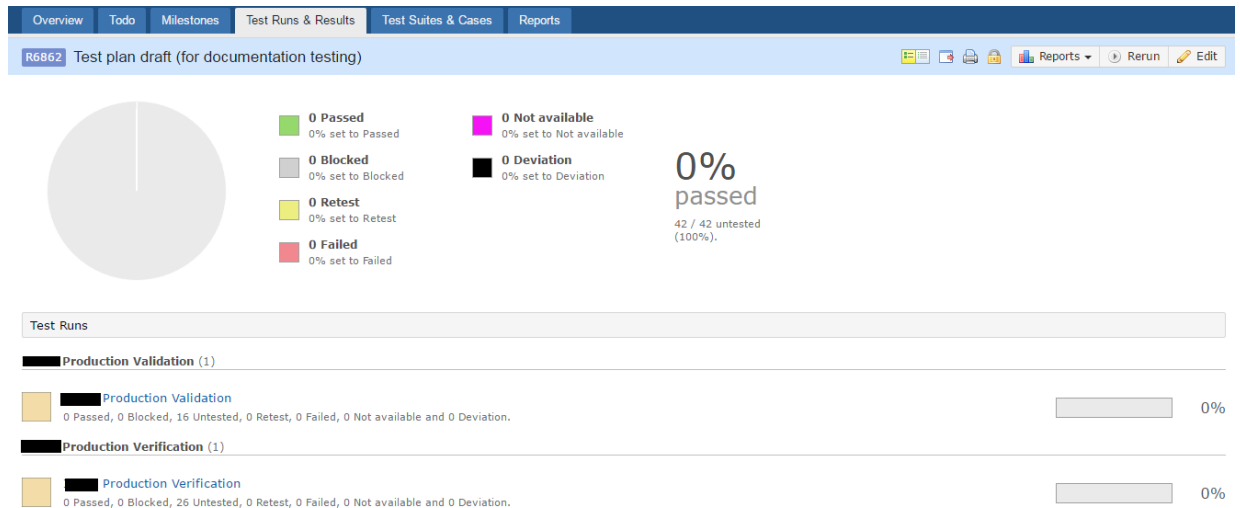 Overview Todo Milestones Test Runs & Results Test Suites & Cases Reports
R6862 Test plan draft (for documentation testing) Reports Rerun Edit
0 Passed
0% set to Passed
0 Not available
0% set to Not available
0 Blocked
0% set to Blocked
0 Deviation
0% set to Deviation
0 Retest
0% set to Retest
0 Failed
0% set to Failed
0%
passed
42 / 42 untested
(100%).
Test Runs
Production Validation (1)
Production Validation
0 Passed, 0 Blocked, 16 Untested, 0 Retest, 0 Failed, 0 Not available and 0 Deviation.
0%
Production Verification (1)
Production Verification
0 Passed, 0 Blocked, 26 Untested, 0 Retest, 0 Failed, 0 Not available and 0 Deviation.
0%